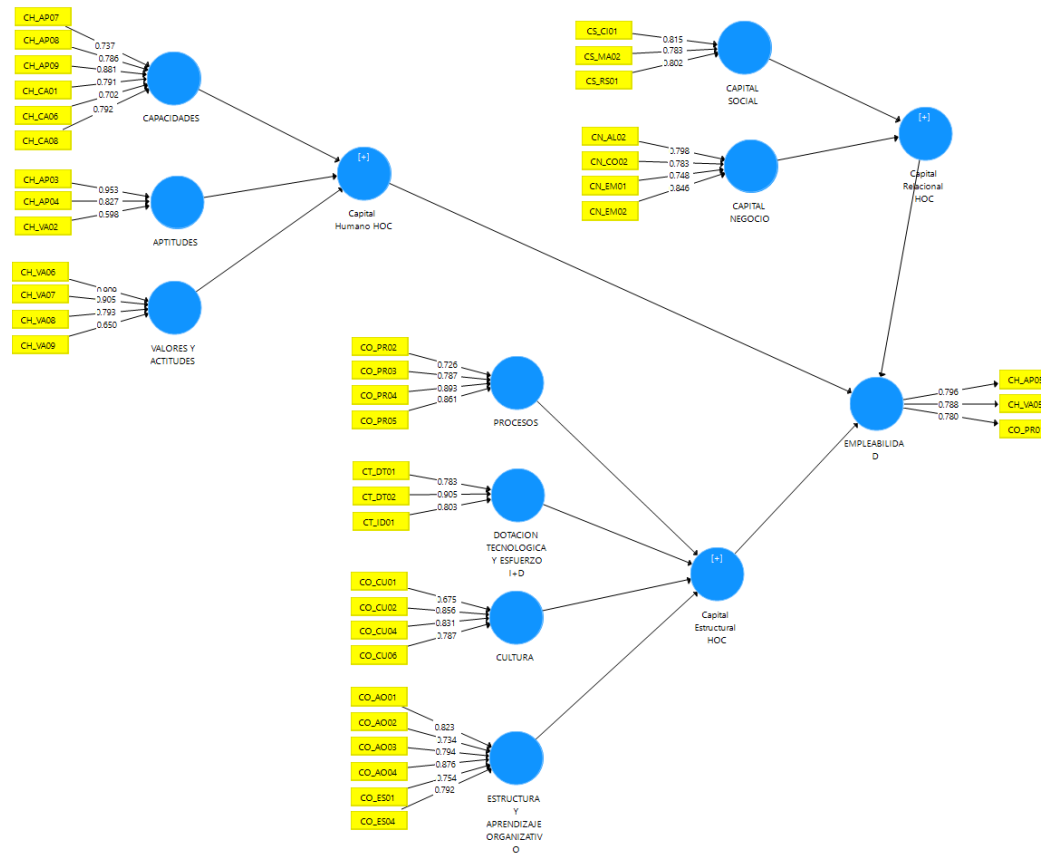 CH_AP07
CH_AP08
CH_AP09
CH_CA01
CH_CA06
CH_CA08
0.737
0.786
0.881
0.791
0.702
0.792
CAPACIDADES
CH_AP03
CH_AP04
CH_VA02
0.953
0.827
0.598
APTITUDES
CH_VA06
CH_VA07
CH_VA08
CH_VA09
0.909
0.905
0.793
0.650
VALORES Y
ACTITUDES
[+]
Capital
Humano HOC
CS_CI01
CS_MA02
CS_RS01
0.815
0.783
0.802
CAPITAL
SOCIAL
CN_AL02
CN_CO02
CN_EM01
CN_EM02
0.798
0.783
0.748
0.846
CAPITAL
NEGOCIO
[+]
Capital
Relacional
HOC
CO_PR02
CO_PR03
CO_PR04
CO_PR05
0.726
0.787
0.893
0.861
PROCESOS
CT_DT01
CT_DT02
CT_ID01
0.783
0.905
0.803
DOTACION
TECNOLOGICA
Y ESFUERZO
I+D
CO_CU01
CO_CU02
CO_CU04
CO_CU06
0.675
0.856
0.831
0.787
CULTURA
CO_AO01
CO_AO02
CO_AO03
CO_AO04
CO_ES01
CO_ES04
0.823
0.734
0.794
0.876
0.754
0.792
ESTRUCTURA
Y
APRENDIZAJE
ORGANIZATIV
O
[+]
Capital
Estructural
HOC
EMPLEABILIDA
D
0.796
0.788
0.780
CH_AP05
CH_VA05
CO_PR0